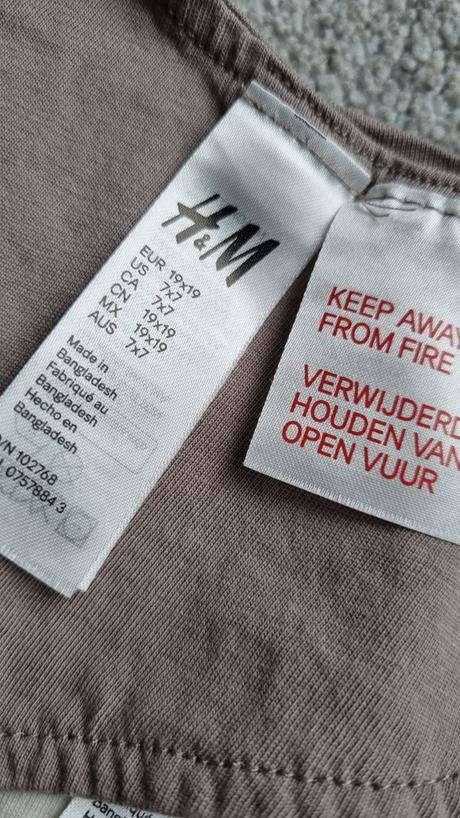 H&M
EUR 19x19
US 7x7
CA 7x7
CN 19x19
MX 19x19
AUS 7x7
Made in
Bangladesh
Fabriqué au
Bangladesh
Hecho en
Bangladesh
/N 102768
0757884 3
KEEP AWAY
FROM FIRE
VERWIJDERD
HOUDEN VAN
OPEN VUUR